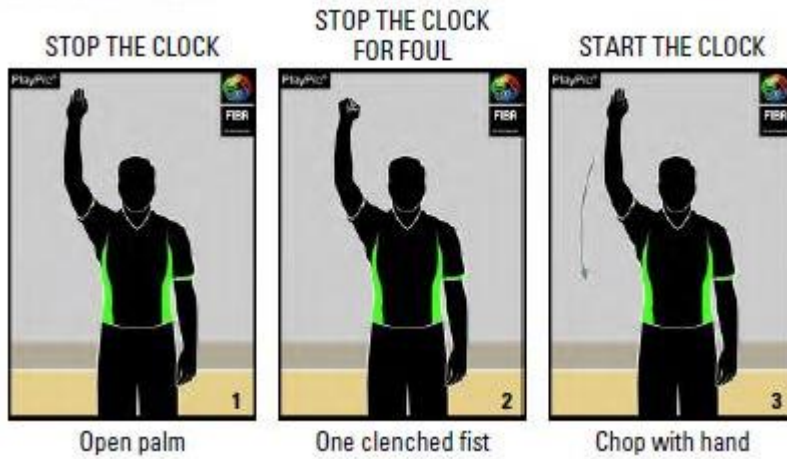 STOP THE CLOCK
PlayPic®
FIBA
1
Open palm
STOP THE CLOCK
FOR FOUL
PlayPic®
FIBA
2
One clenched fist
START THE CLOCK
PlayPic®
FIBA
3
Chop with hand